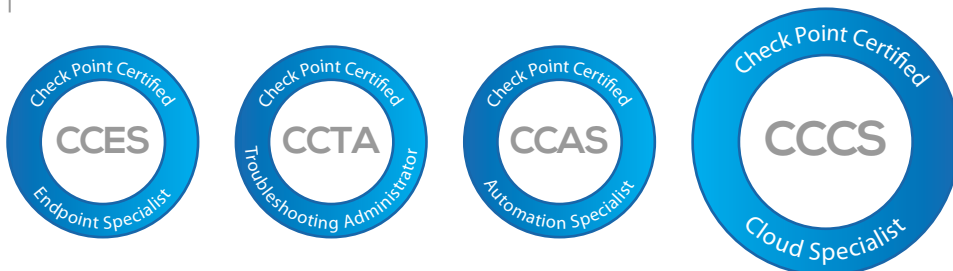 Check Point Certified
CCES
Endpoint Specialist
Check Point Certified
CCTA
Troubleshooting Administrator
Check Point Certified
CCAS
Automation Specialist
Check Point Certified
CCCS
Cloud Specialist